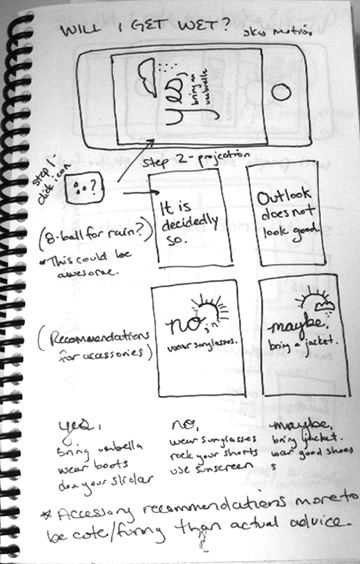 WILL I GET WET?
yes,
bring an
umbrella
Step 1-
click icon
Step 2 - projection
?
It is
decidedly
so.
Outlook
does not
look good.
(8-ball for rain?)
* This could be
awesome.
no,
wear sunglasses.
maybe,
bring a jacket.
(Recommendations
for accessories)
yes,
bring umbrella
wear boots
don your
no,
wear sunglasses
rock your shorts
use sunscreen
maybe,
bring jacket.
wear good shoes
s
* Accessory recommendations more to
be cute/funny than actual advice.